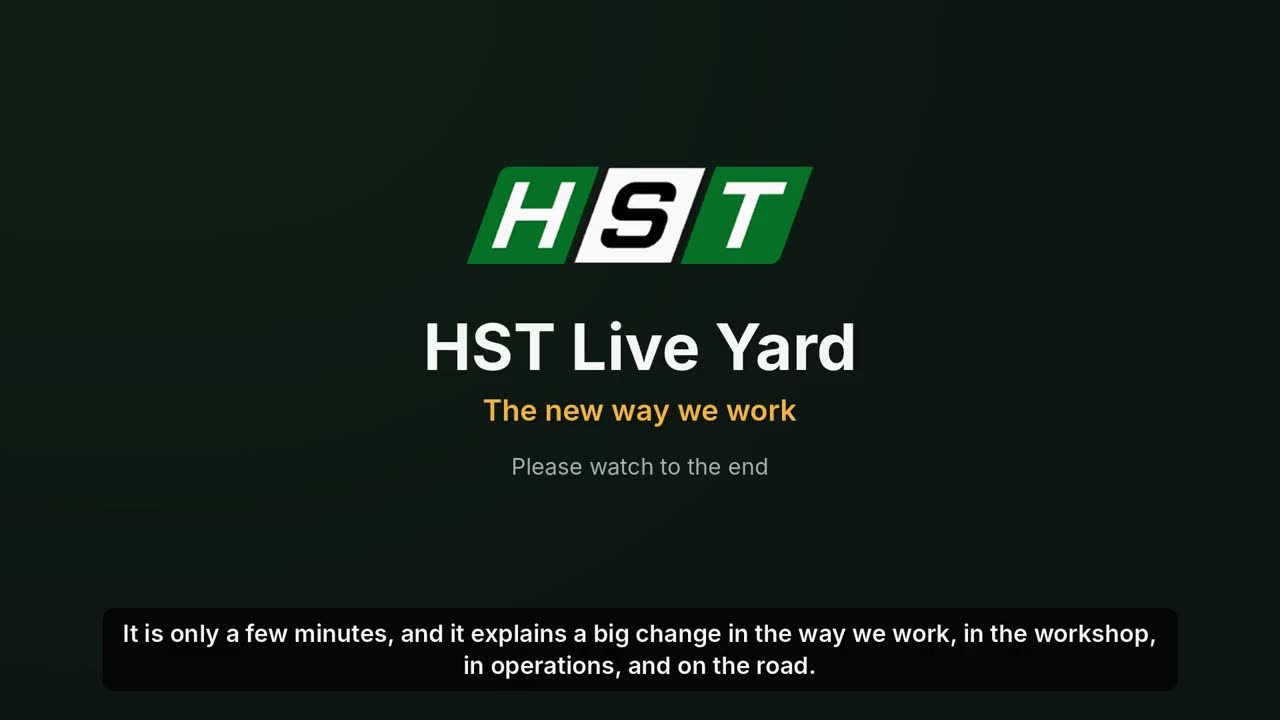 HST
HST Live Yard
The new way we work
Please watch to the end
It is only a few minutes, and it explains a big change in the way we work, in the workshop,
in operations, and on the road.